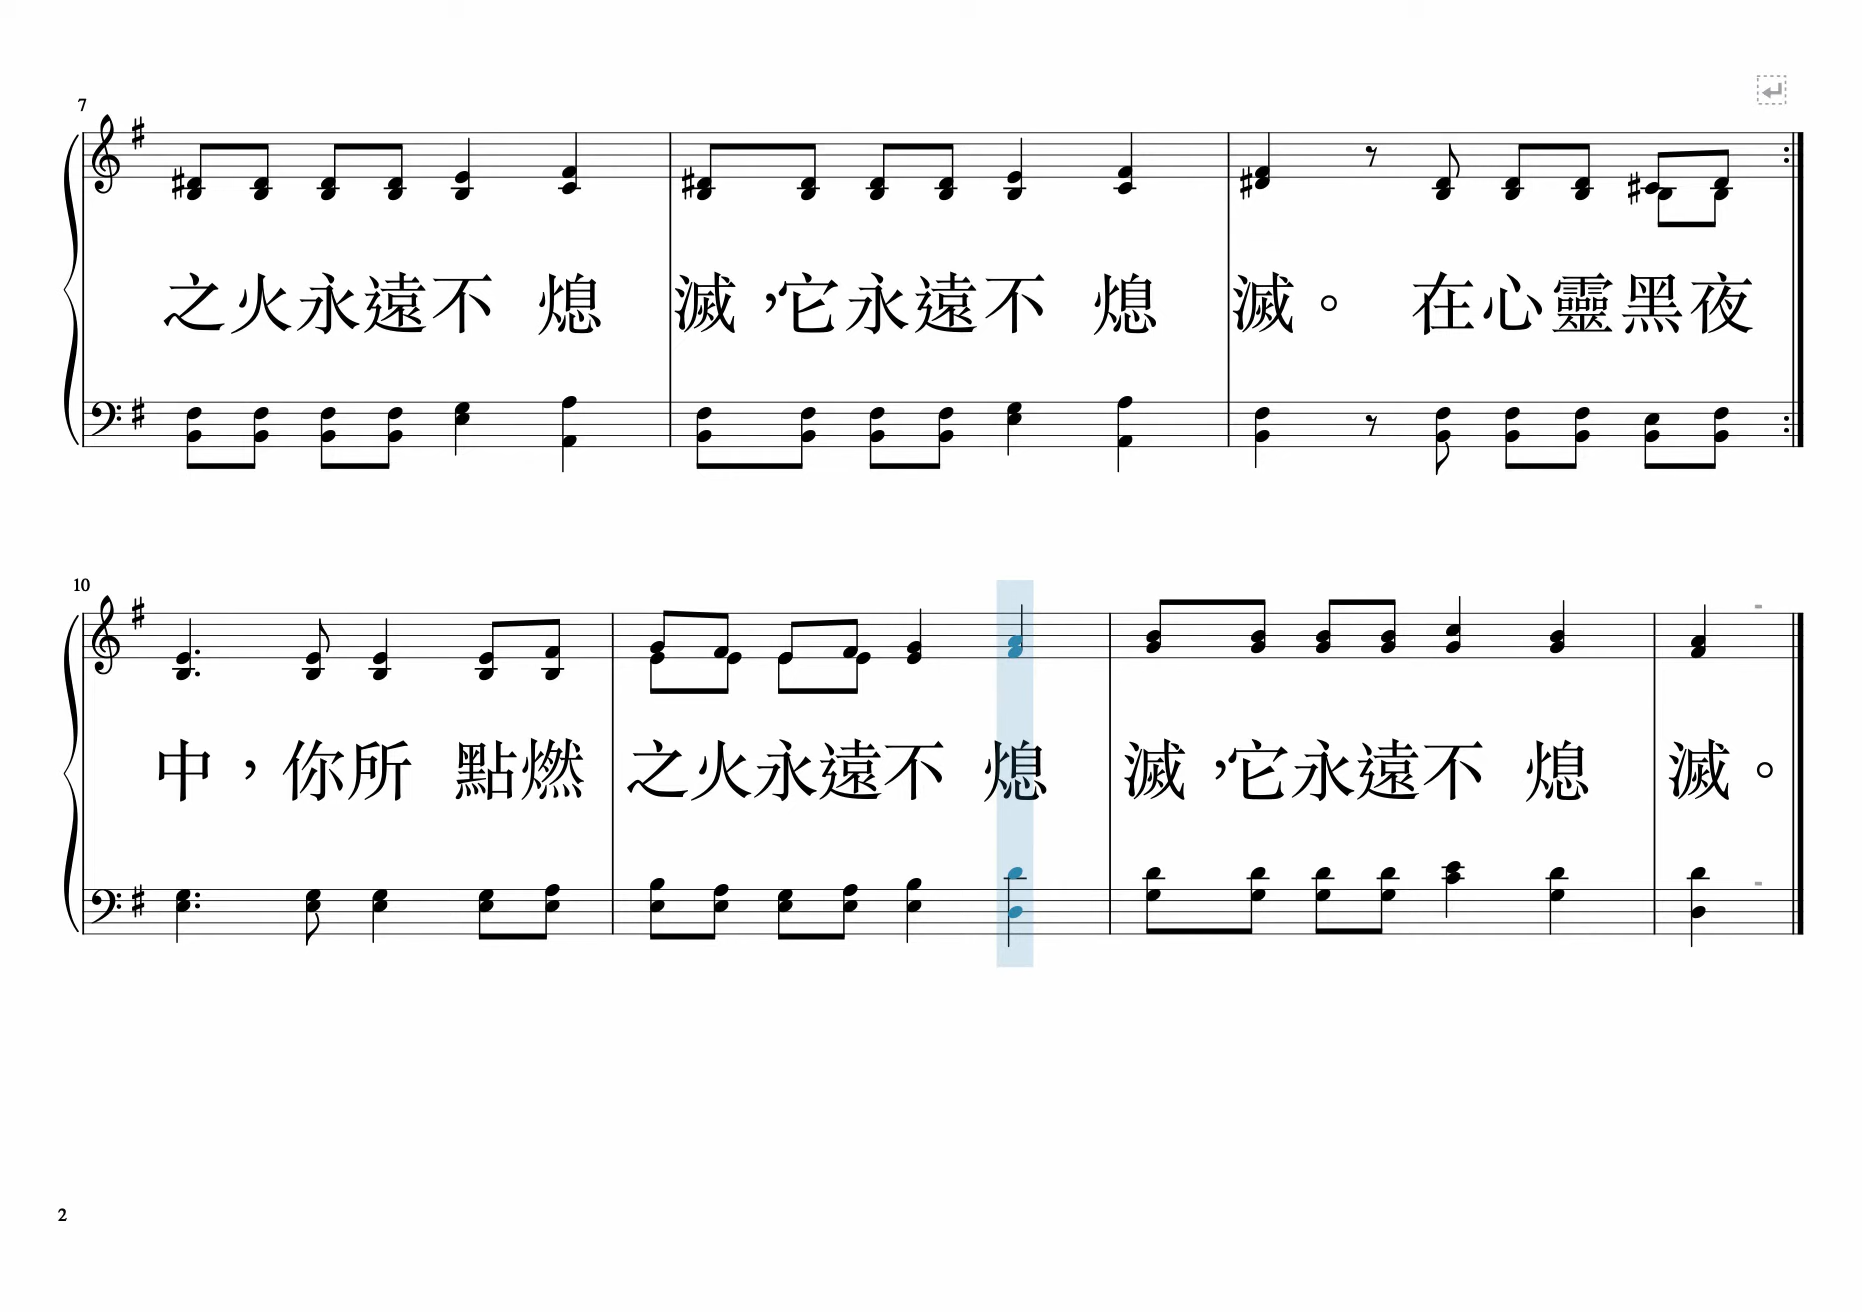 7
之火永遠不 熄 滅，它永遠不 熄 滅。 在心靈黑夜
10
中，你所 點燃 之火永遠不 熄 滅，它永遠不 熄 滅。
2